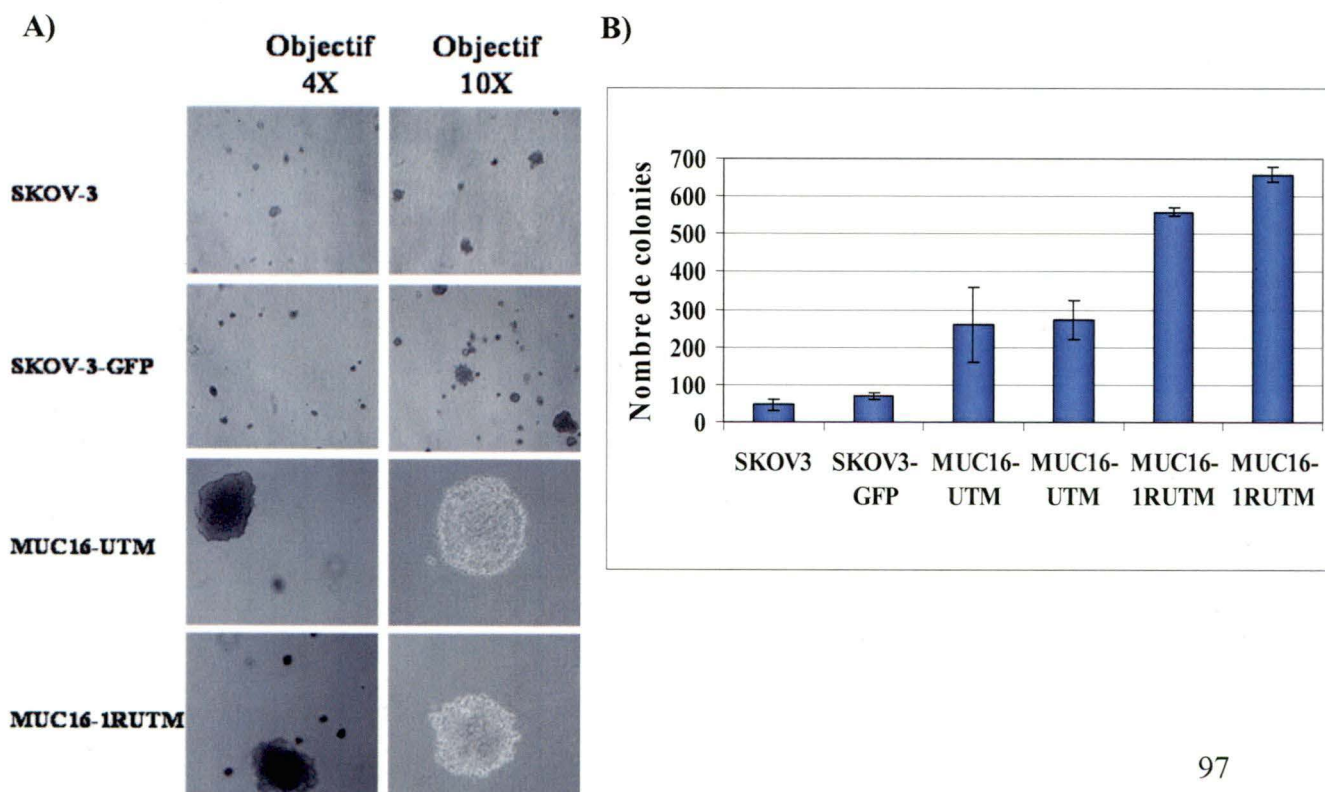 A)
Objectif
4X
Objectif
10X
SKOV-3
SKOV-3-GFP
MUC16-UTM
MUC16-1RUTM
B)
Nombre de colonies
700
600
500
400
300
200
100
0
SKOV3
SKOV3-
GFP
MUC16-
UTM
MUC16-
UTM
MUC16-
1RUTM
MUC16-
1RUTM
97